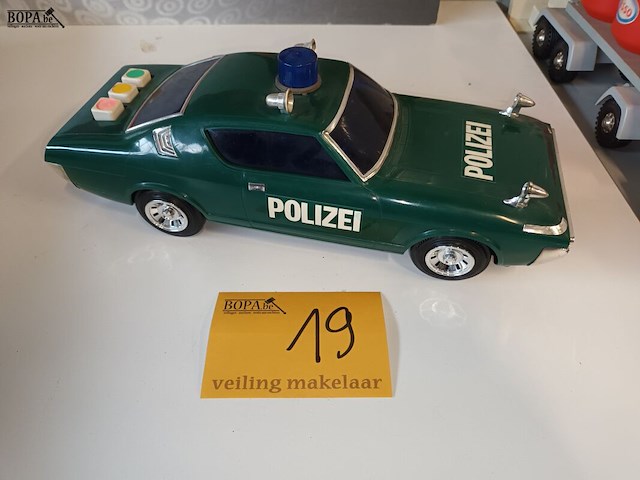 BOPA.be
POLIZEI
POLIZEI
BOPA.be
19
veiling makelaar